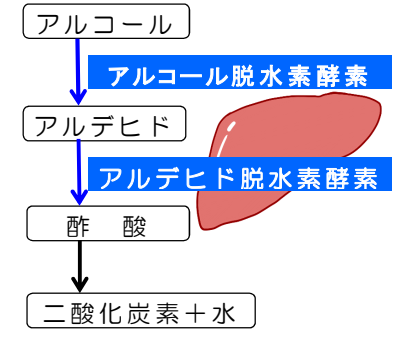 アルコール
アルコール脱水素酵素
アルデヒド
アルデヒド脱水素酵素
酢　酸
二酸化炭素＋水